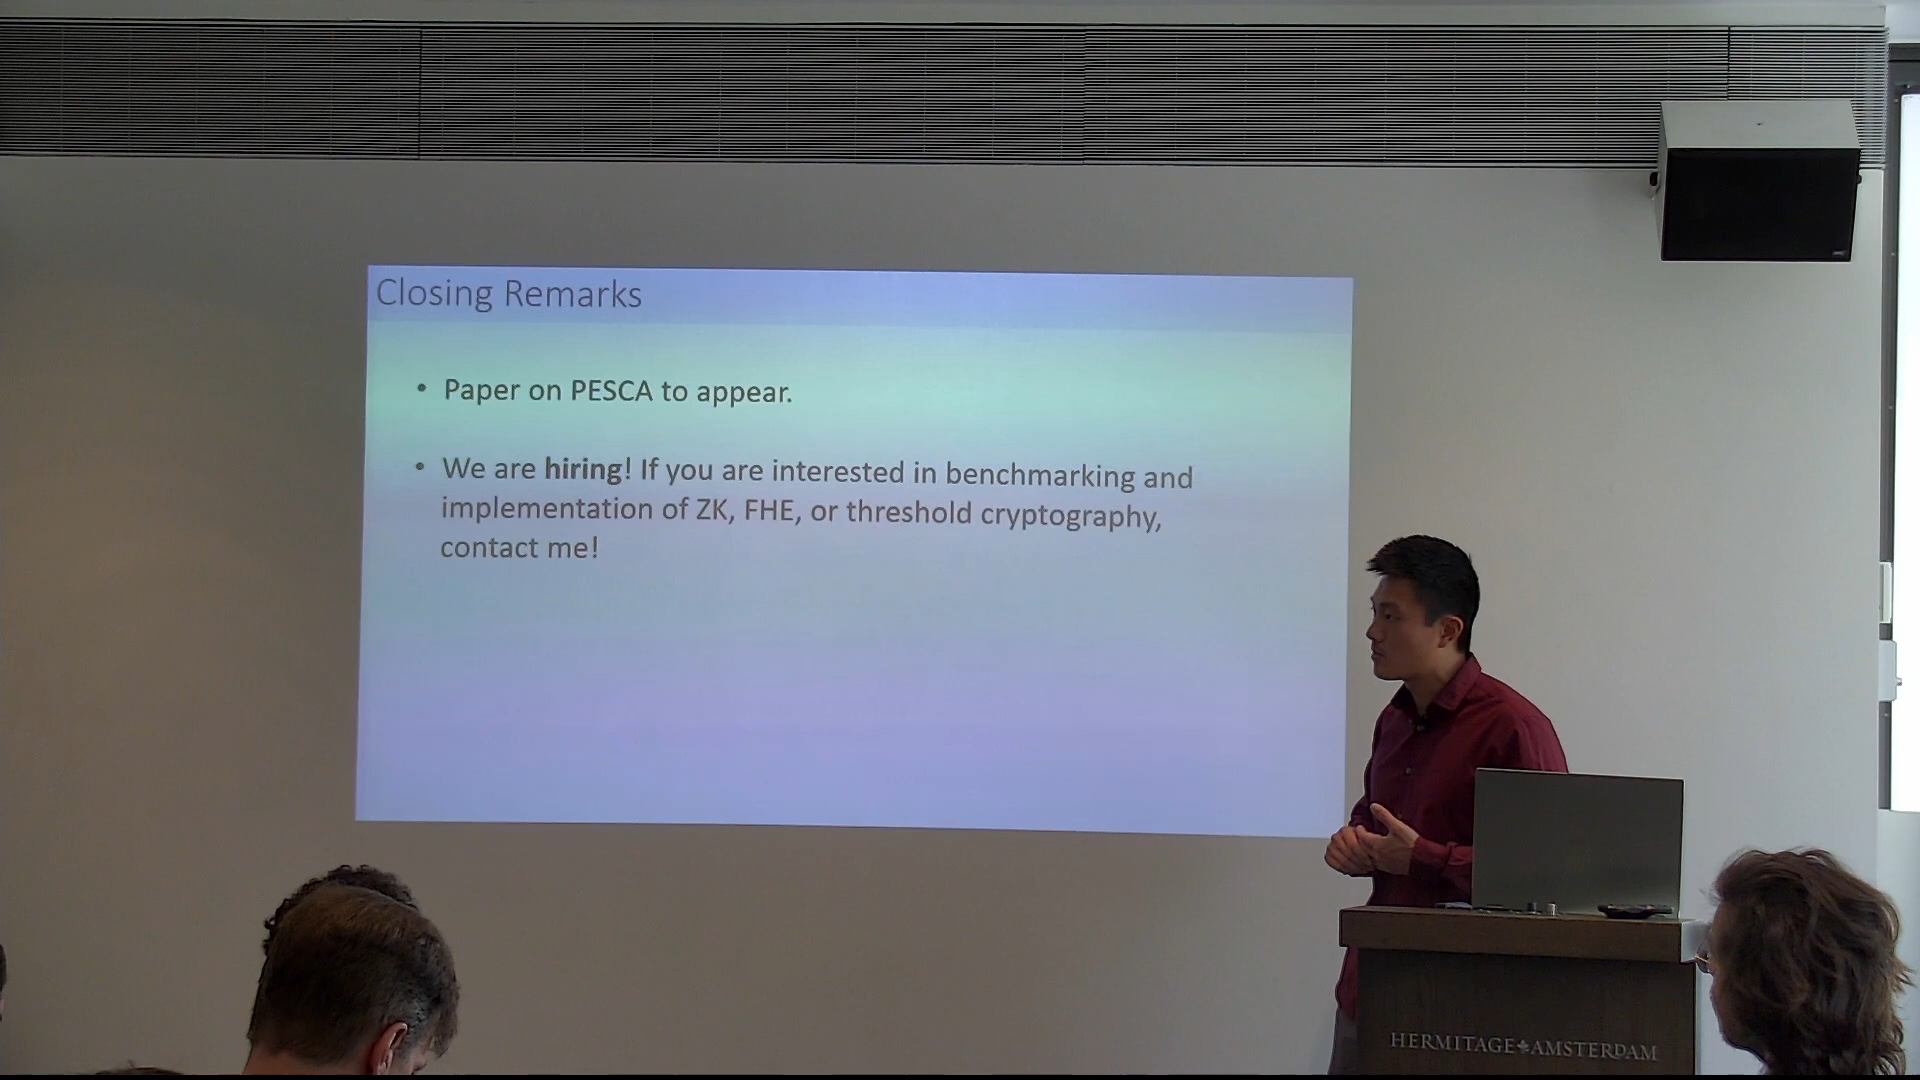 Closing Remarks
• Paper on PESCA to appear.
• We are hiring! If you are interested in benchmarking and
implementation of ZK, FHE, or threshold cryptography,
contact me!
HERMITAGE AMSTERDAM